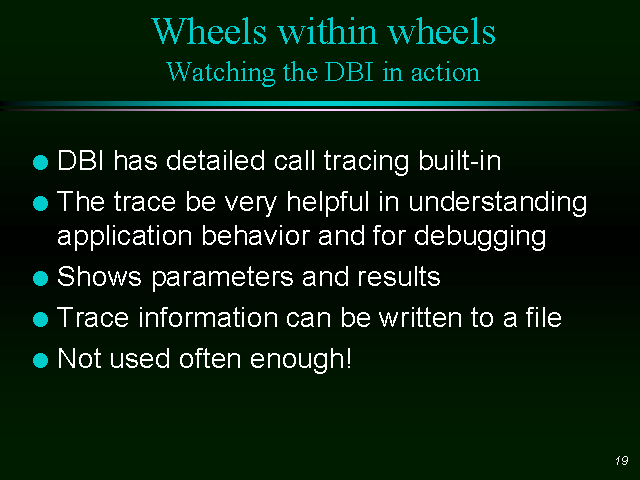 Wheels within wheels
Watching the DBI in action
DBI has detailed call tracing built-in
The trace be very helpful in understanding
application behavior and for debugging
Shows parameters and results
Trace information can be written to a file
Not used often enough!
19